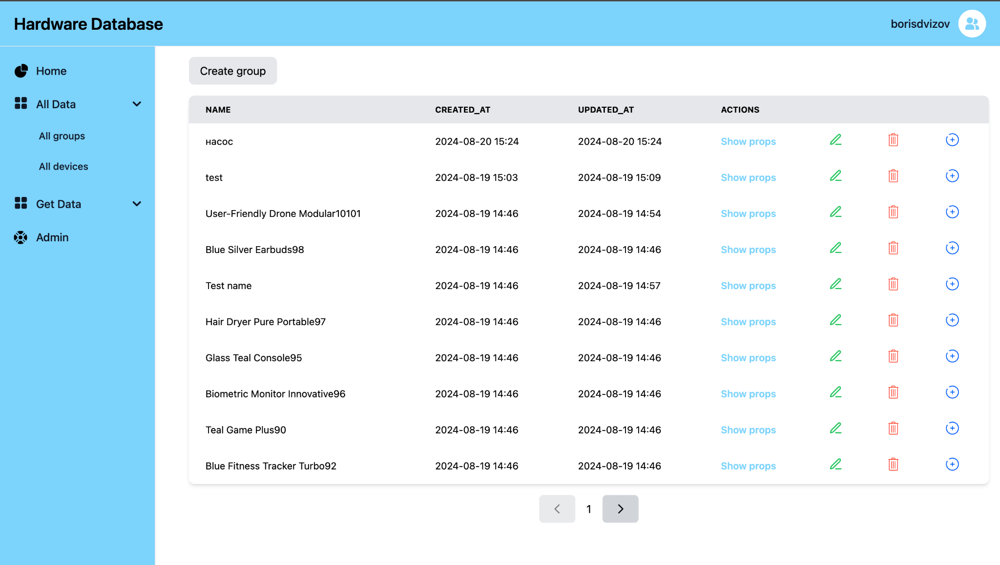 Hardware Database
borisdvizov
Home
All Data
All groups
All devices
Get Data
Admin
Create group
NAME CREATED_AT UPDATED_AT ACTIONS
насос 2024-08-20 15:24 2024-08-20 15:24 Show props
test 2024-08-19 15:03 2024-08-19 15:09 Show props
User-Friendly Drone Modular10101 2024-08-19 14:46 2024-08-19 14:54 Show props
Blue Silver Earbuds98 2024-08-19 14:46 2024-08-19 14:46 Show props
Test name 2024-08-19 14:46 2024-08-19 14:57 Show props
Hair Dryer Pure Portable97 2024-08-19 14:46 2024-08-19 14:46 Show props
Glass Teal Console95 2024-08-19 14:46 2024-08-19 14:46 Show props
Biometric Monitor Innovative96 2024-08-19 14:46 2024-08-19 14:46 Show props
Teal Game Plus90 2024-08-19 14:46 2024-08-19 14:46 Show props
Blue Fitness Tracker Turbo92 2024-08-19 14:46 2024-08-19 14:46 Show props
1